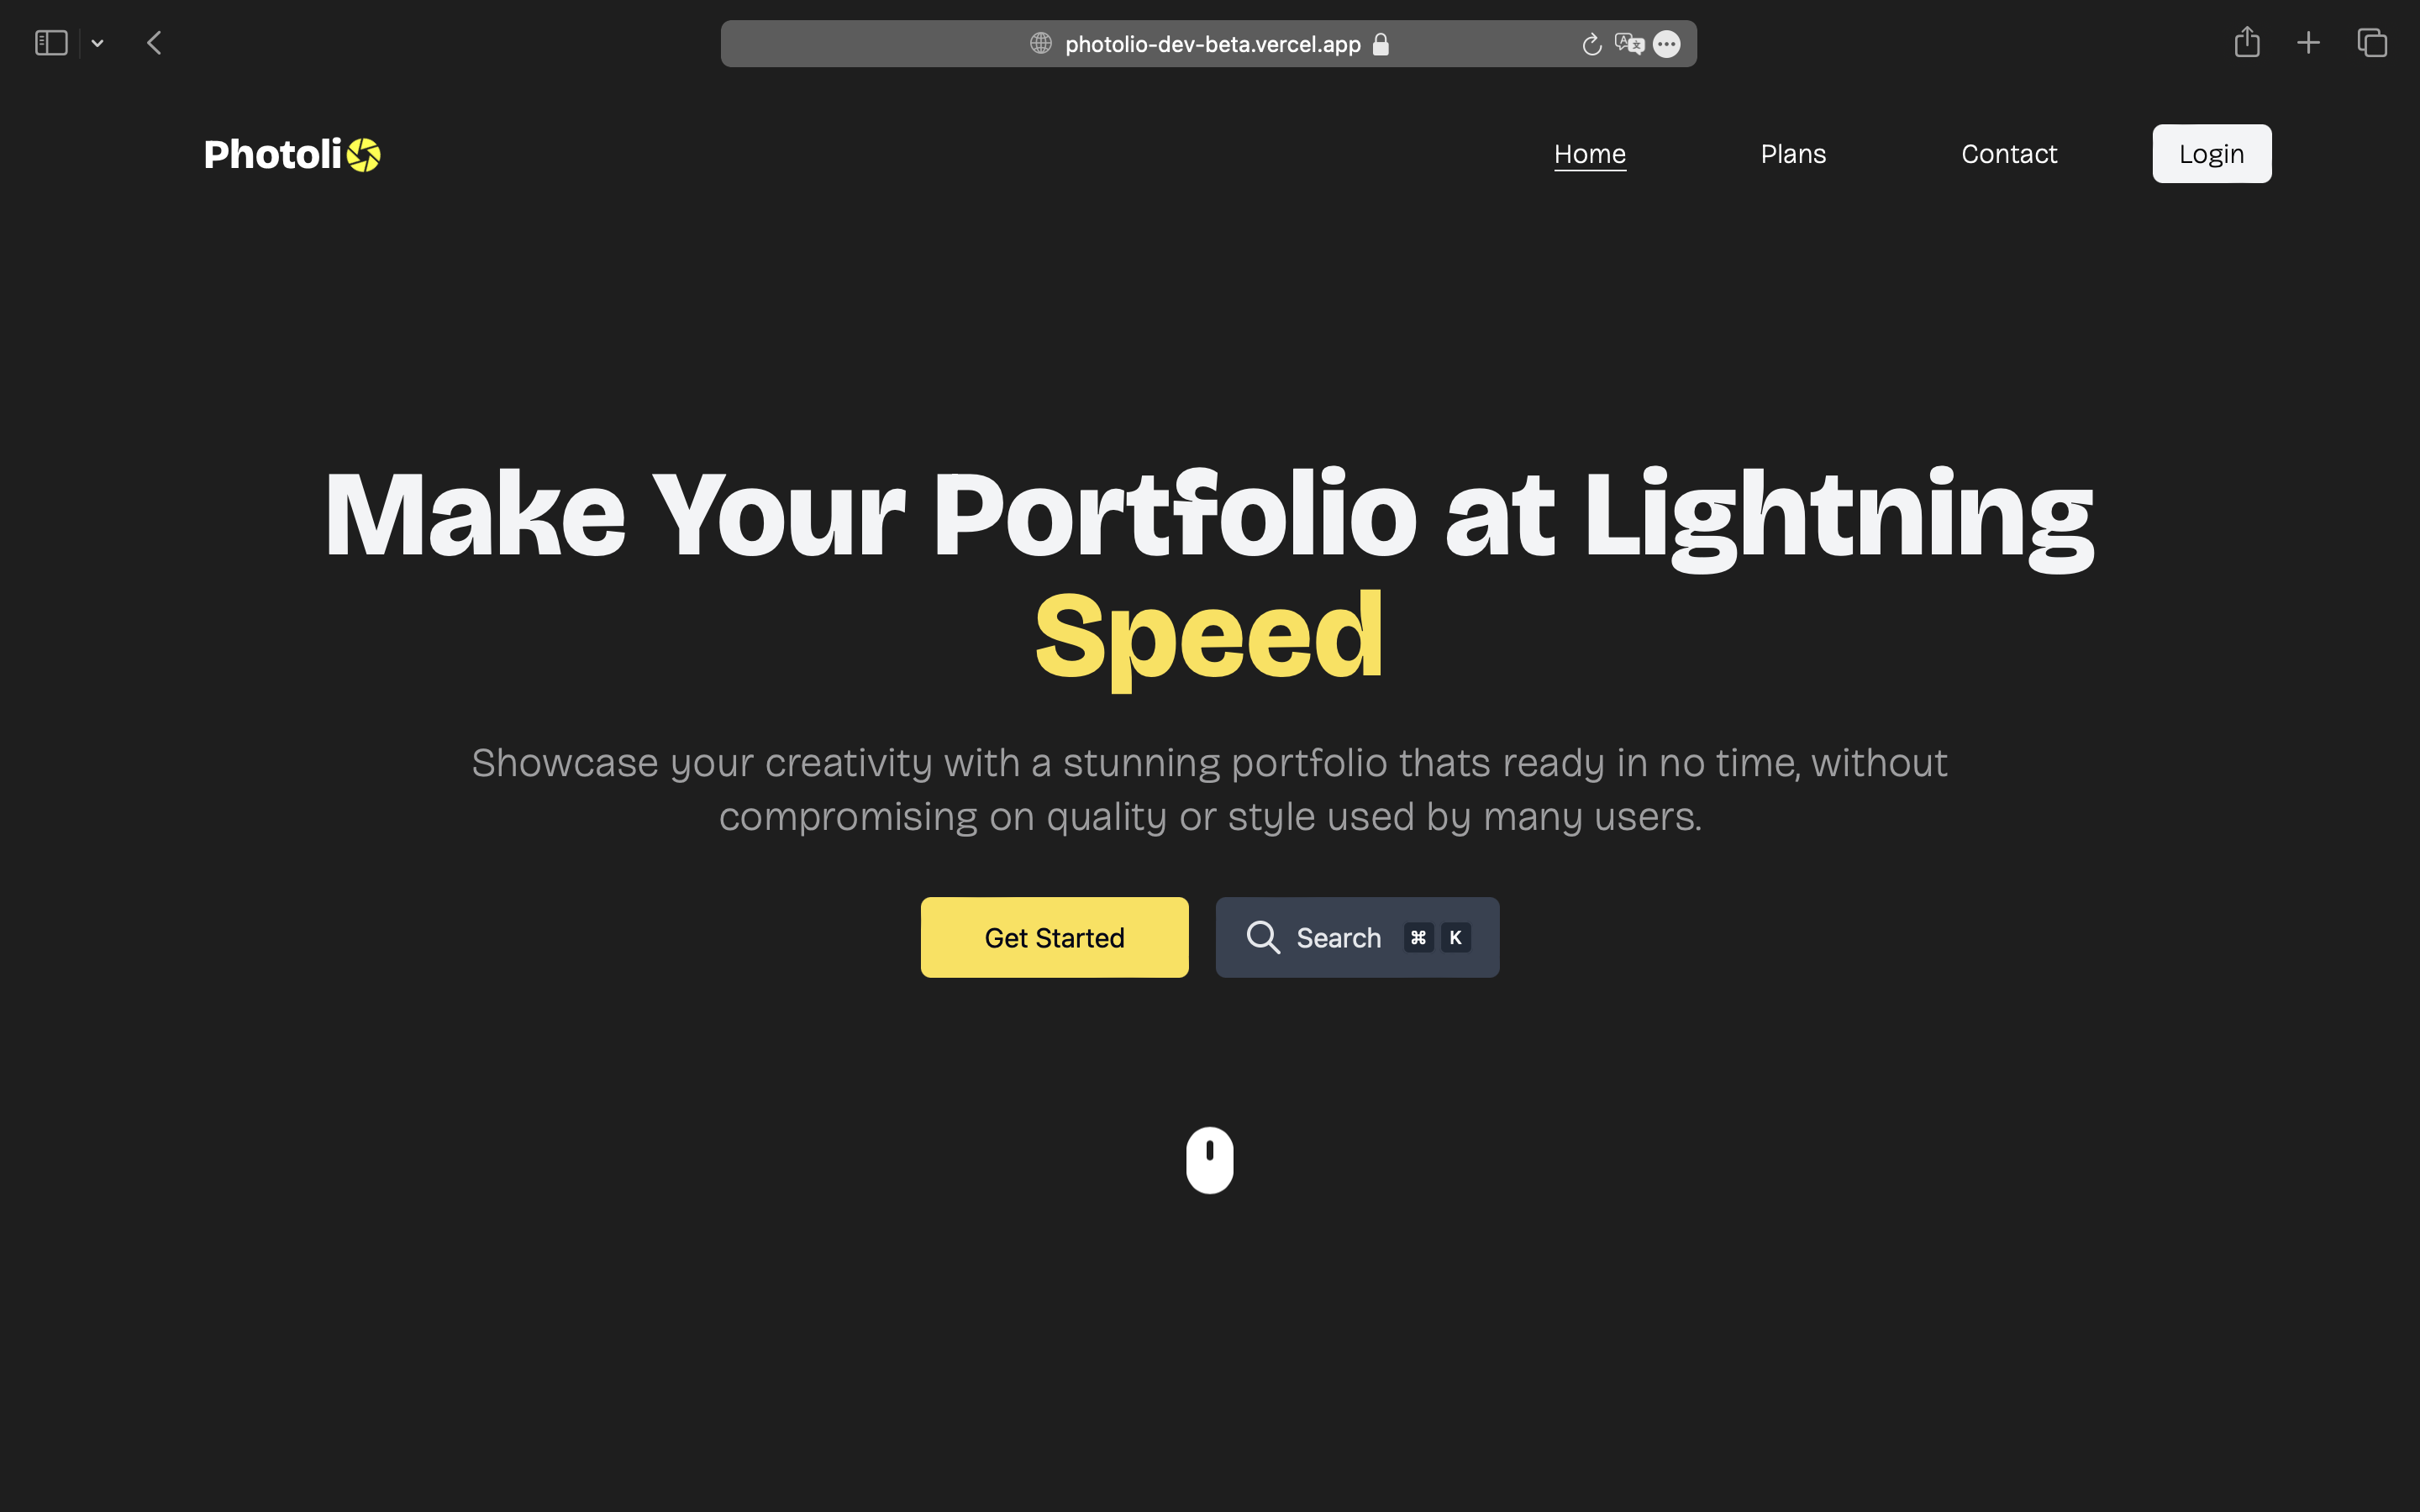 photolio-dev-beta.vercel.app
Photoli
Home Plans Contact Login
Make Your Portfolio at Lightning
Speed
Showcase your creativity with a stunning portfolio thats ready in no time, without
compromising on quality or style used by many users.
Get Started
Search ⌘ K